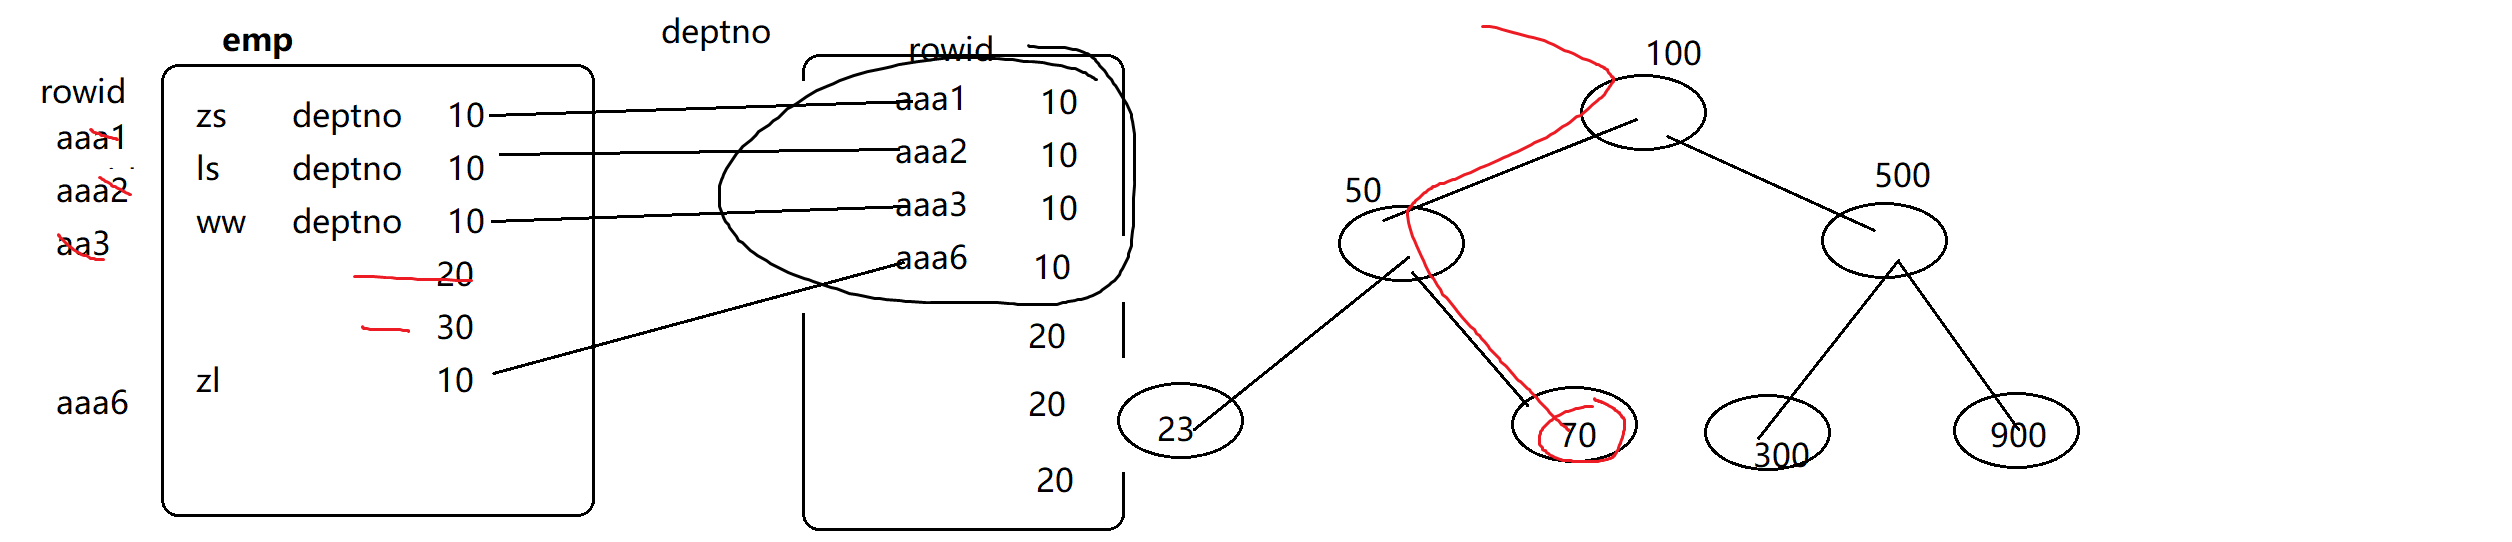 emp
rowid
zs deptno 10
aaa1
ls deptno 10
aaa2
ww deptno 10
aa3
20
30
zl 10
aaa6
deptno
rowid
aaa1 10
aaa2 10
aaa3 10
aaa6 10
20
20
20
100
50
500
23
70
300
900